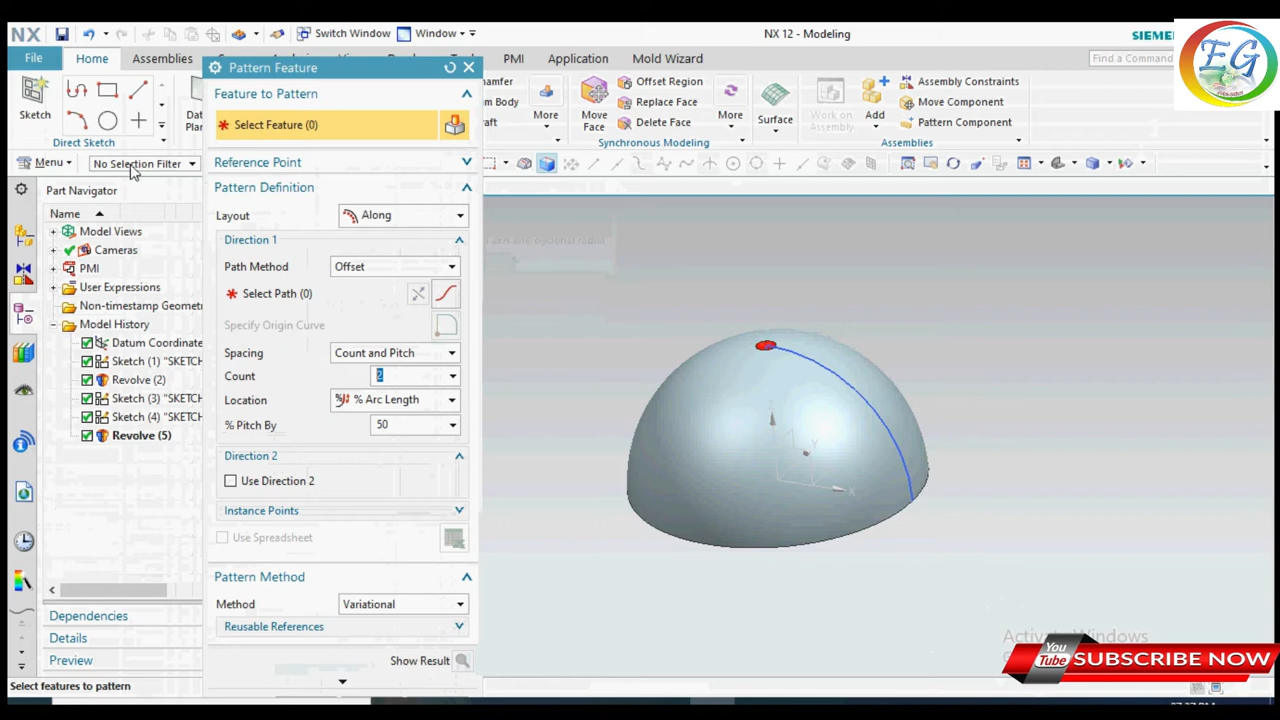 NX Switch Window Window NX 12 - Modeling SIEM
File Home Assemblies PMI Application Mold Wizard Find a Command
EG
Pattern Feature
Sketch
Direct Sketch
Feature to Pattern
* Select Feature (0)
More
Move Face
Offset Region
Replace Face
Delete Face
More
Synchronous Modeling
Surface
Work on Assembly
Add
Assembly Constraints
Move Component
Pattern Component
Assemblies
Menu No Selection Filter
Part Navigator
Name
Model Views
Cameras
PMI
User Expressions
Non-timestamp Geometr
Model History
Datum Coordinate
Sketch (1) "SKETCH
Revolve (2)
Sketch (3) "SKETCH
Sketch (4) "SKETCH
Revolve (5)
Dependencies
Details
Preview
Select features to pattern
Reference Point
Pattern Definition
Layout Along
Direction 1
Path Method Offset
* Select Path (0)
Specify Origin Curve
Spacing Count and Pitch
Count 2
Location % Arc Length
% Pitch By 50
Direction 2
Use Direction 2
Instance Points
Use Spreadsheet
Pattern Method
Method Variational
Reusable References
Show Result
Y
X
Activate Windows
You Tube SUBSCRIBE NOW